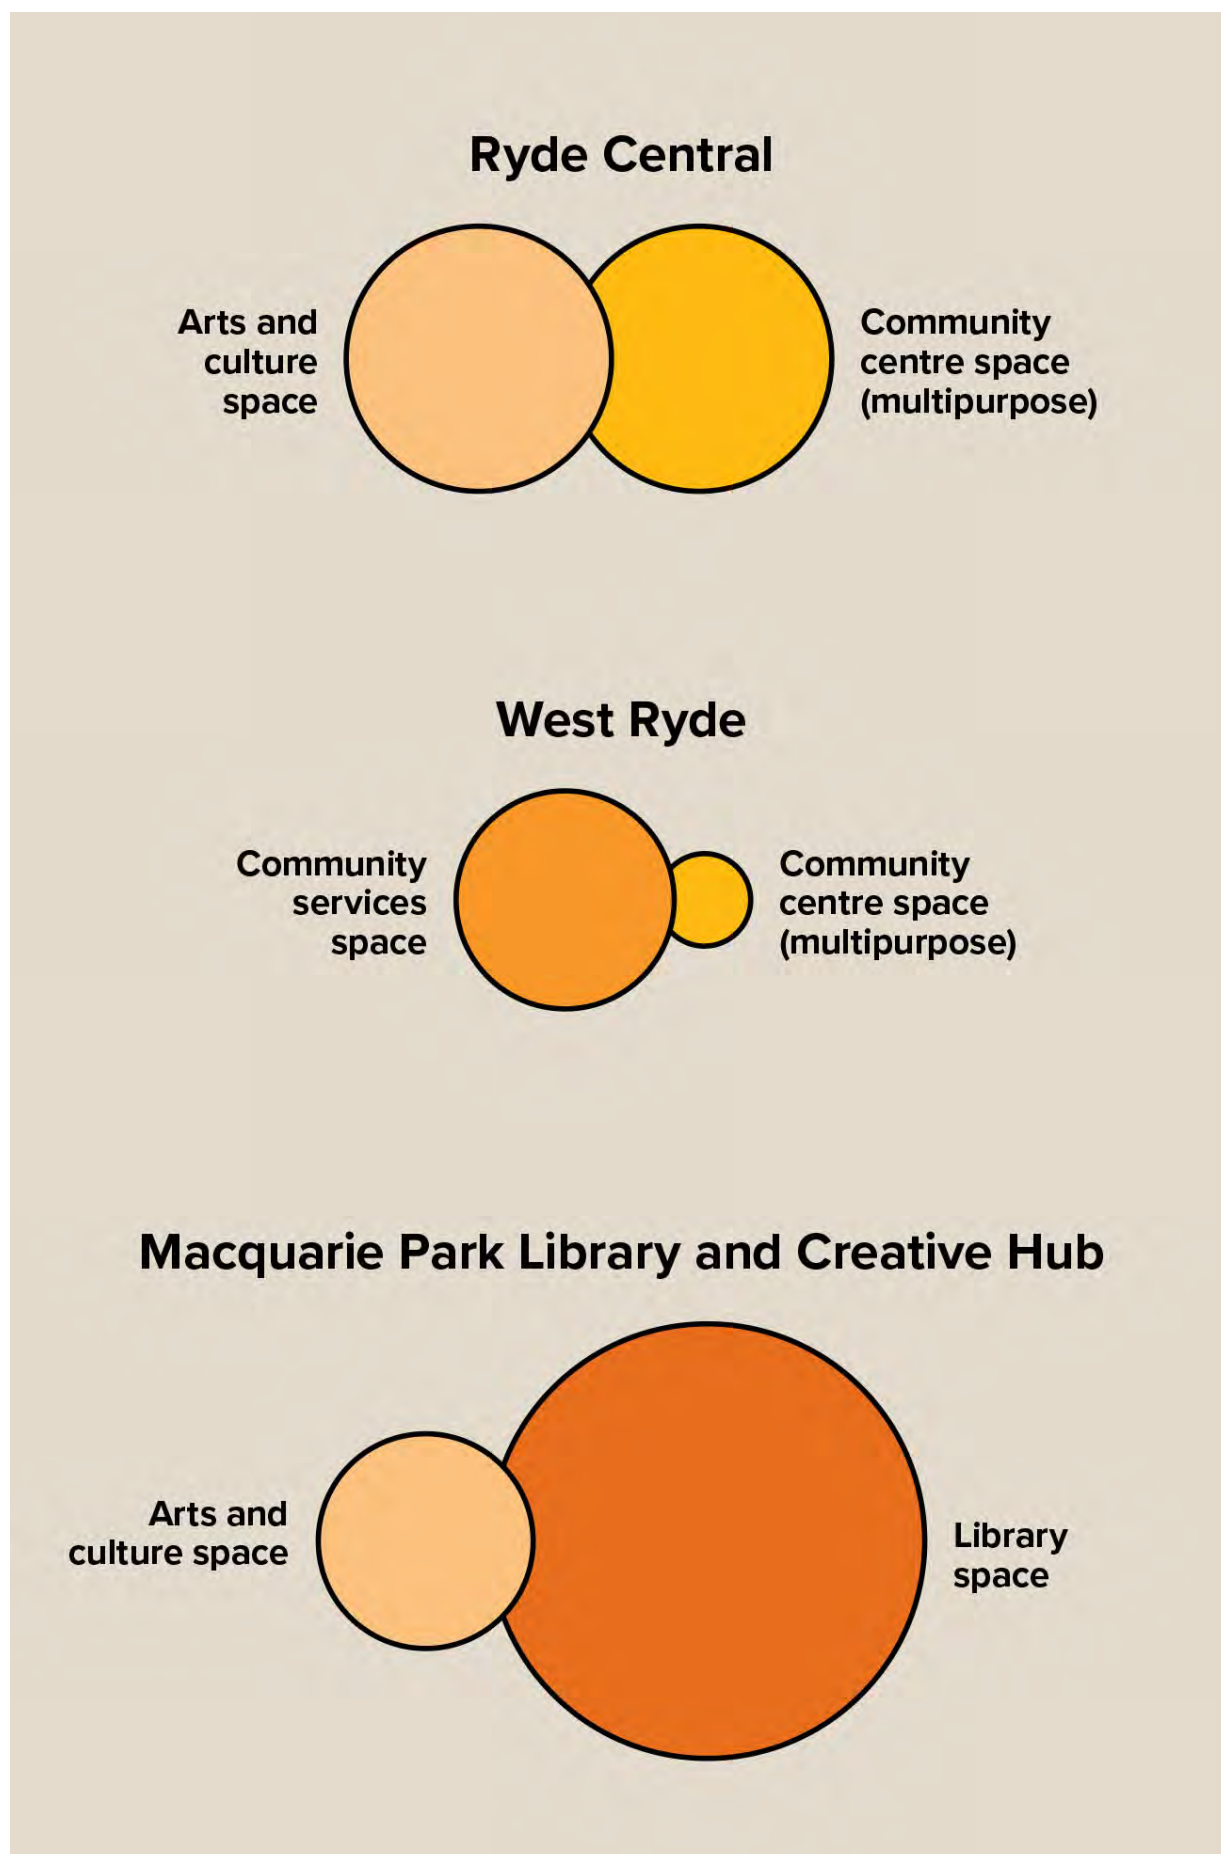 Ryde Central
Arts and
culture
space
Community
centre space
(multipurpose)
West Ryde
Community
services
space
Community
centre space
(multipurpose)
Macquarie Park Library and Creative Hub
Arts and
culture space
Library
space